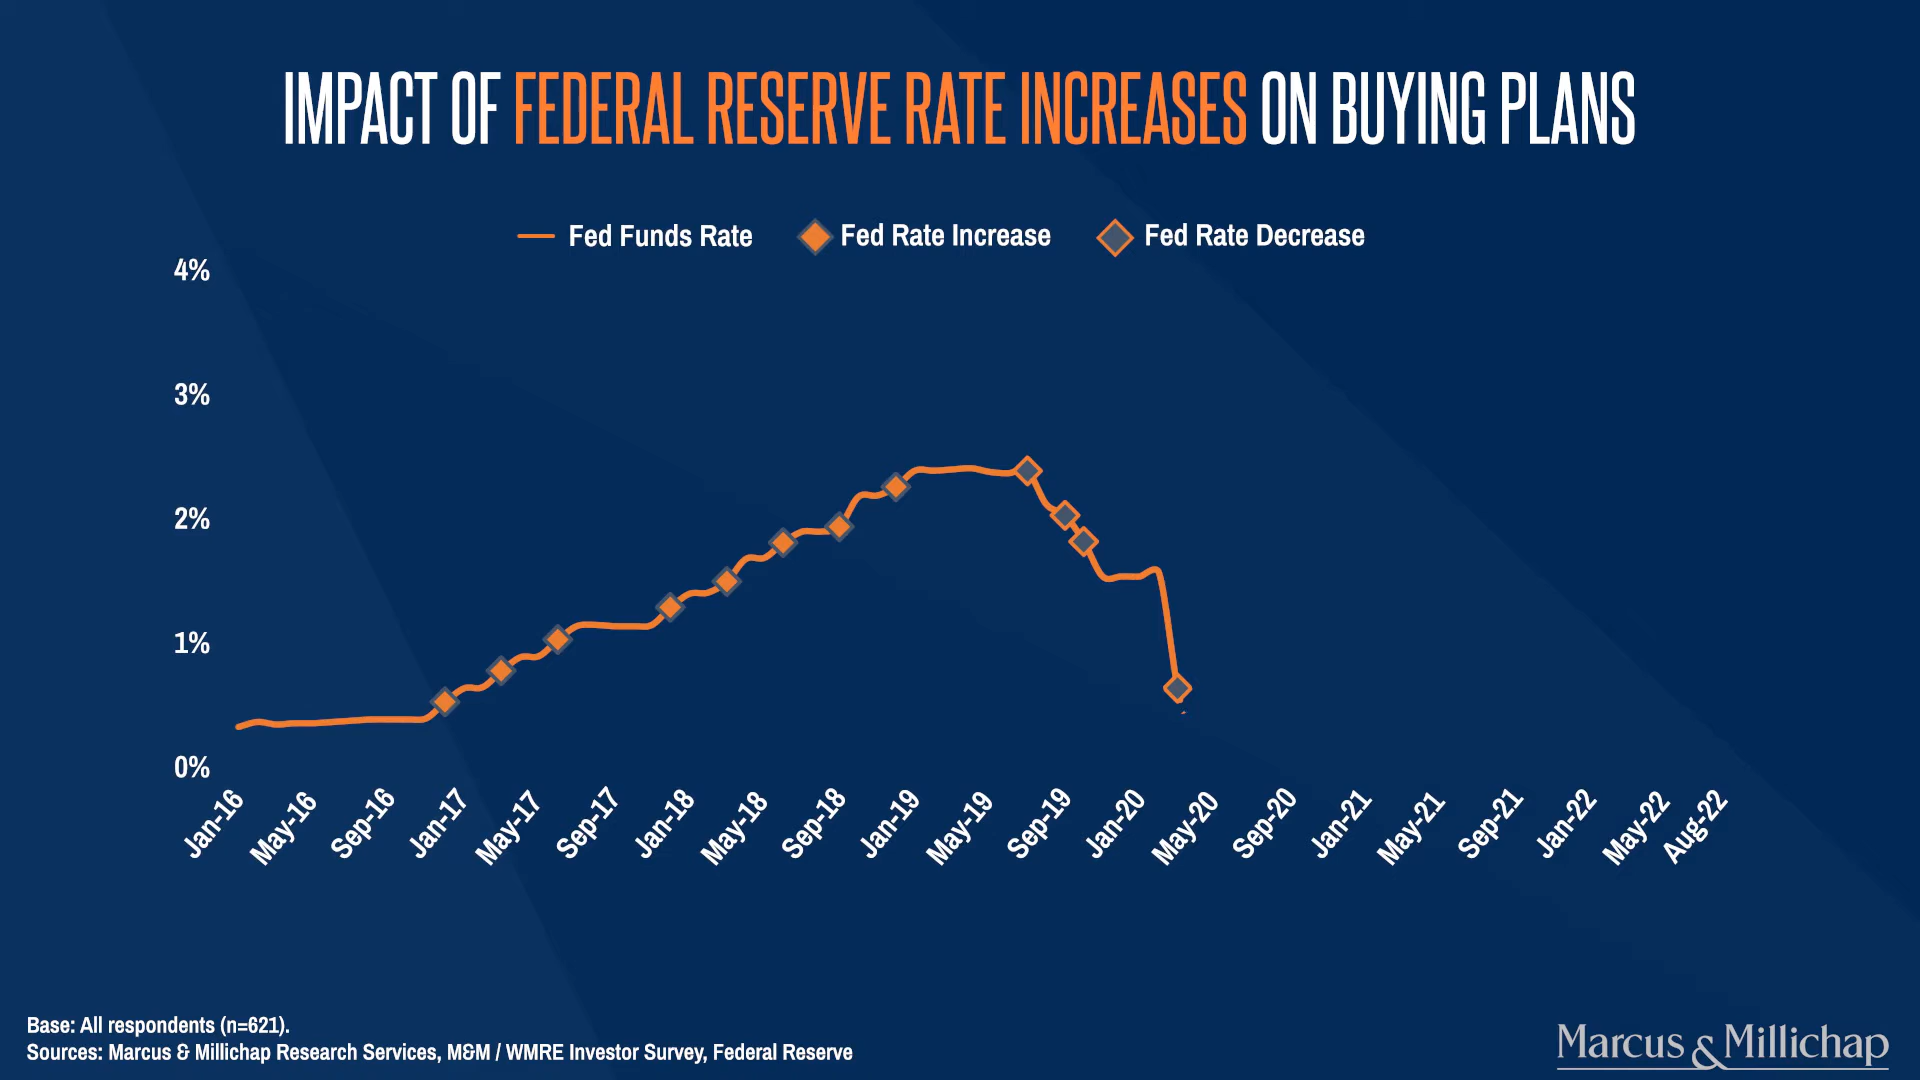 IMPACT OF FEDERAL RESERVE RATE INCREASES ON BUYING PLANS
Fed Funds Rate Fed Rate Increase Fed Rate Decrease
4%
3%
2%
1%
0%
Jan-16 May-16 Sep-16 Jan-17 May-17 Sep-17 Jan-18 May-18 Sep-18 Jan-19 May-19 Sep-19 Jan-20 May-20 Sep-20 Jan-21 May-21 Sep-21 Jan-22 May-22 Aug-22
Base: All respondents (n=621).
Sources: Marcus & Millichap Research Services, M&M / WMRE Investor Survey, Federal Reserve
Marcus & Millichap